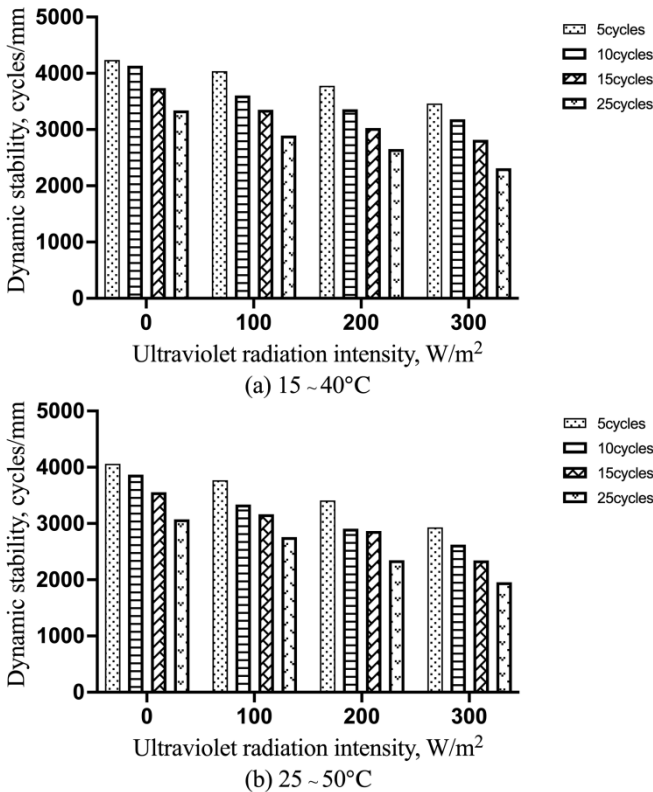 Dynamic stability, cycles/mm
5000
4000
3000
2000
1000
0
0 100 200 300
Ultraviolet radiation intensity, W/m²
(a) 15 ~ 40°C
5cycles
10cycles
15cycles
25cycles
Dynamic stability, cycles/mm
5000
4000
3000
2000
1000
0
0 100 200 300
Ultraviolet radiation intensity, W/m²
(b) 25 ~ 50°C
5cycles
10cycles
15cycles
25cycles